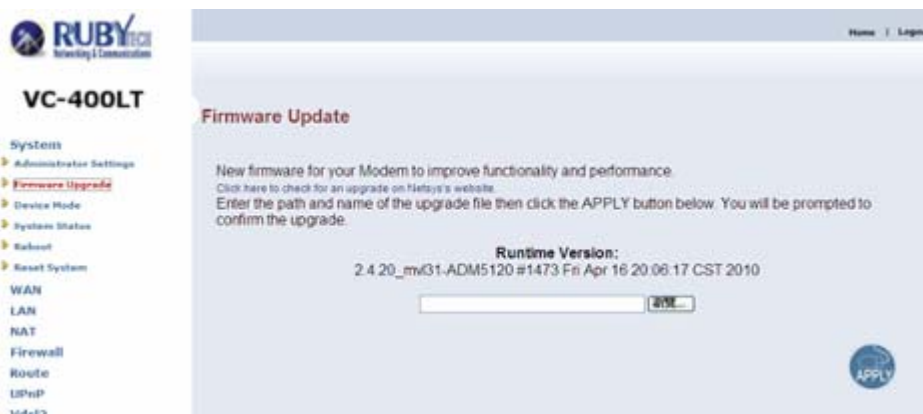 RUBYTECH
Networking & Communications
Home | Logout
VC-400LT
System
Administrator Settings
Firmware Upgrade
Device Mode
System Status
Reboot
Reset System
WAN
LAN
NAT
Firewall
Route
UPnP
Firmware Update
New firmware for your Modem to improve functionality and performance.
Click here to check for an upgrade on Netsys's website.
Enter the path and name of the upgrade file then click the APPLY button below. You will be prompted to
confirm the upgrade.
Runtime Version:
2.4.20_mvl31-ADM5120 #1473 Fri Apr 16 20:06:17 CST 2010
APPLY